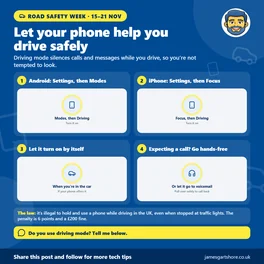 ROAD SAFETY WEEK · 15–21 NOV
Let your phone help you
drive safely
Driving mode silences calls and messages while you drive, so you're not
tempted to look.
1 Android: Settings, then Modes
Modes, then Driving
2 iPhone: Settings, then Focus
Focus, then Driving
3 Let it turn on by itself
When you're in the car
4 Expecting a call? Go hands-free
Or let it go to voicemail
The law: it's illegal to hold and use a phone while driving in the UK, even when stopped at traffic lights. The
penalty is 6 points and a £200 fine.
Do you use driving mode? Tell me below.
Share this post and follow for more tech tips
jamesgartshore.co.uk